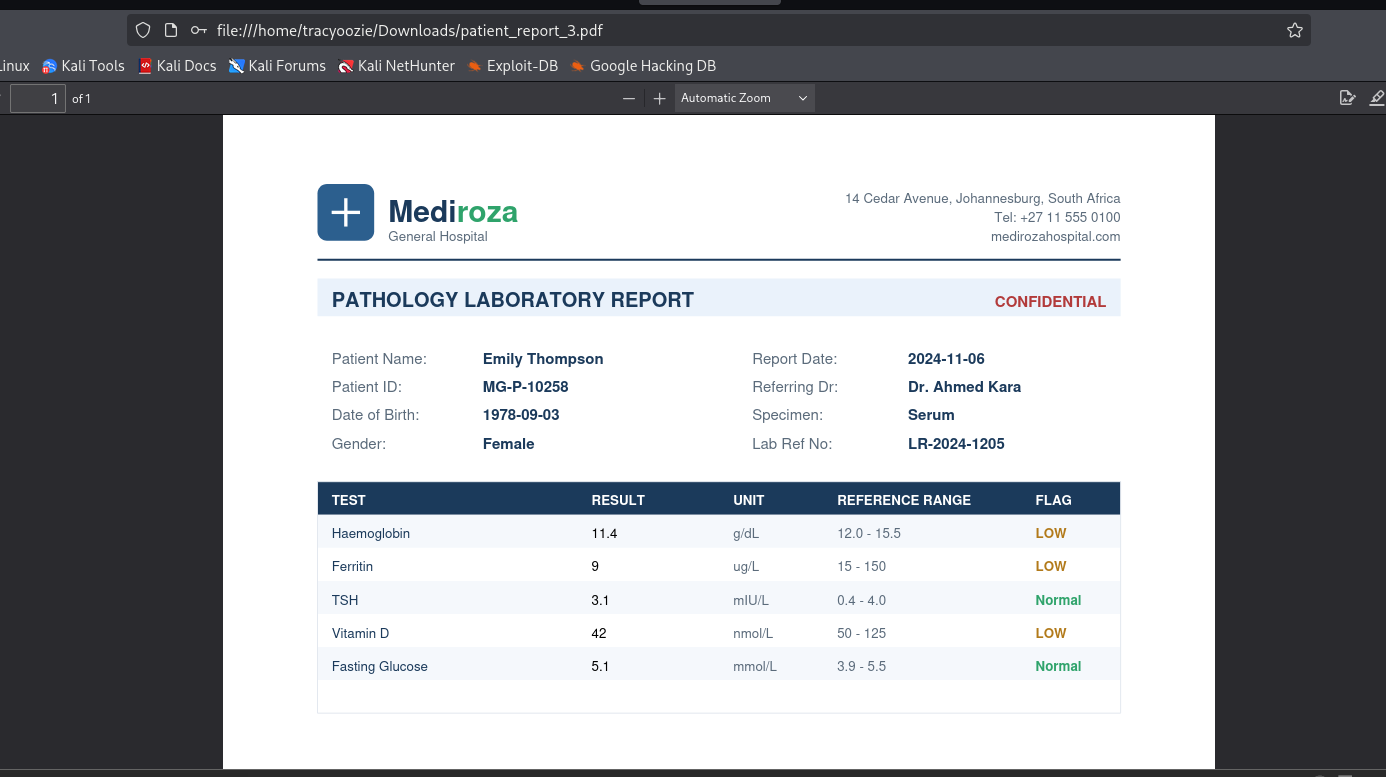 file:///home/tracyoozie/Downloads/patient_report_3.pdf
Kali Tools Kali Docs Kali Forums Kali NetHunter Exploit-DB Google Hacking DB
1 of 1 Automatic Zoom
Mediroza
General Hospital
14 Cedar Avenue, Johannesburg, South Africa
Tel: +27 11 555 0100
medirozahospital.com
PATHOLOGY LABORATORY REPORT CONFIDENTIAL
Patient Name: Emily Thompson Report Date: 2024-11-06
Patient ID: MG-P-10258 Referring Dr: Dr. Ahmed Kara
Date of Birth: 1978-09-03 Specimen: Serum
Gender: Female Lab Ref No: LR-2024-1205
TEST RESULT UNIT REFERENCE RANGE FLAG
Haemoglobin 11.4 g/dL 12.0 - 15.5 LOW
Ferritin 9 ug/L 15 - 150 LOW
TSH 3.1 mIU/L 0.4 - 4.0 Normal
Vitamin D 42 nmol/L 50 - 125 LOW
Fasting Glucose 5.1 mmol/L 3.9 - 5.5 Normal